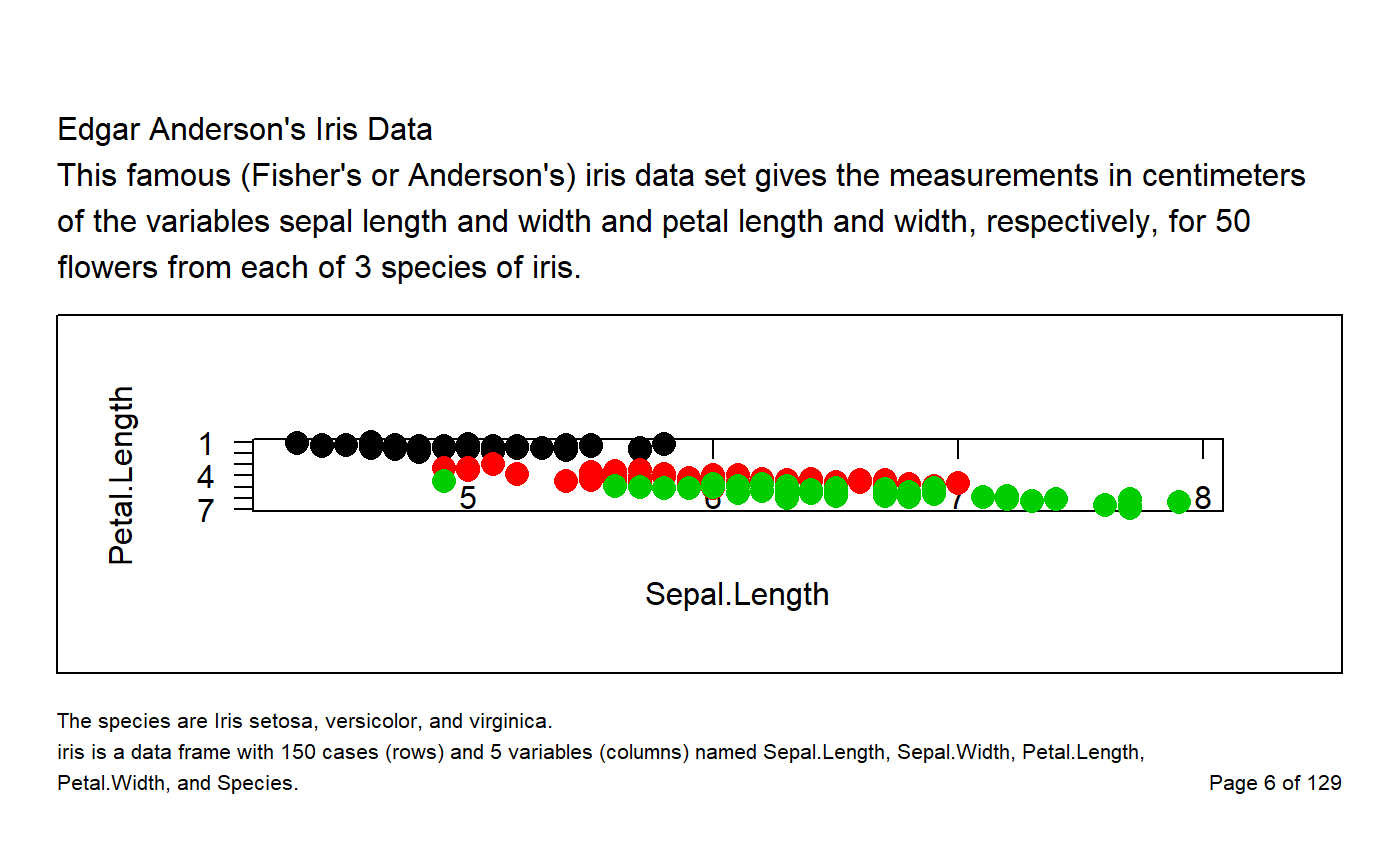 Edgar Anderson's Iris Data
This famous (Fisher's or Anderson's) iris data set gives the measurements in centimeters
of the variables sepal length and width and petal length and width, respectively, for 50
flowers from each of 3 species of iris.
Petal.Length
1
4
7
5
6
7
8
Sepal.Length
The species are Iris setosa, versicolor, and virginica.
iris is a data frame with 150 cases (rows) and 5 variables (columns) named Sepal.Length, Sepal.Width, Petal.Length,
Petal.Width, and Species.
Page 6 of 129